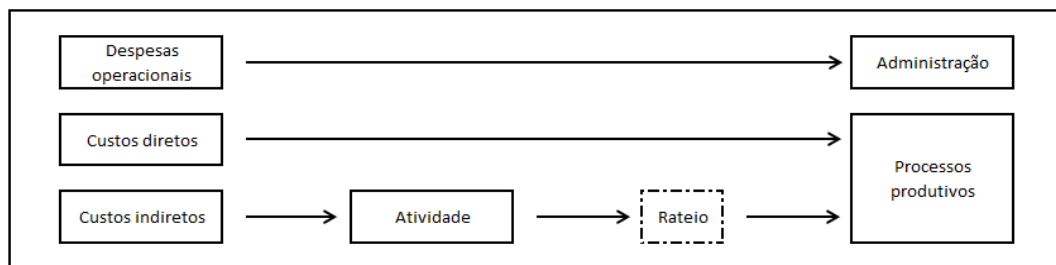 Despesas
operacionais
Administração
Custos diretos
Processos
produtivos
Custos indiretos
Atividade
Rateio